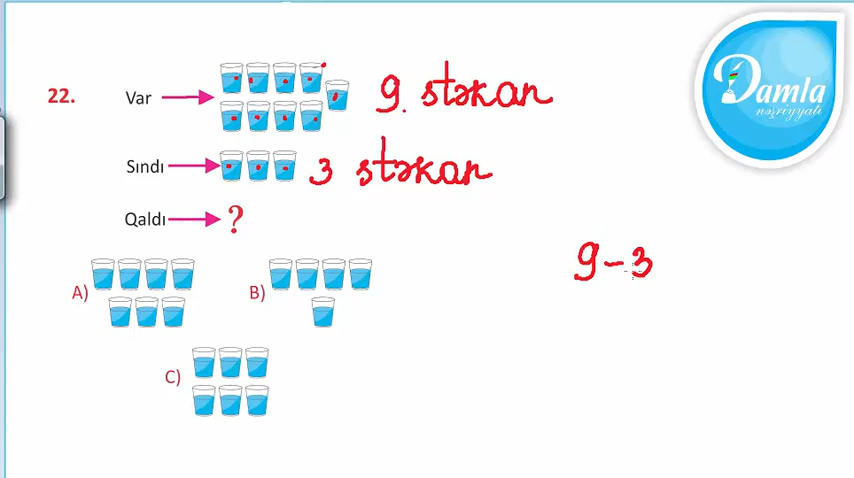 22.
Var
9. stəkan
Damla
nəşriyyatı
Sındı
3 stəkan
Qaldı
?
9-3
A)
B)
C)